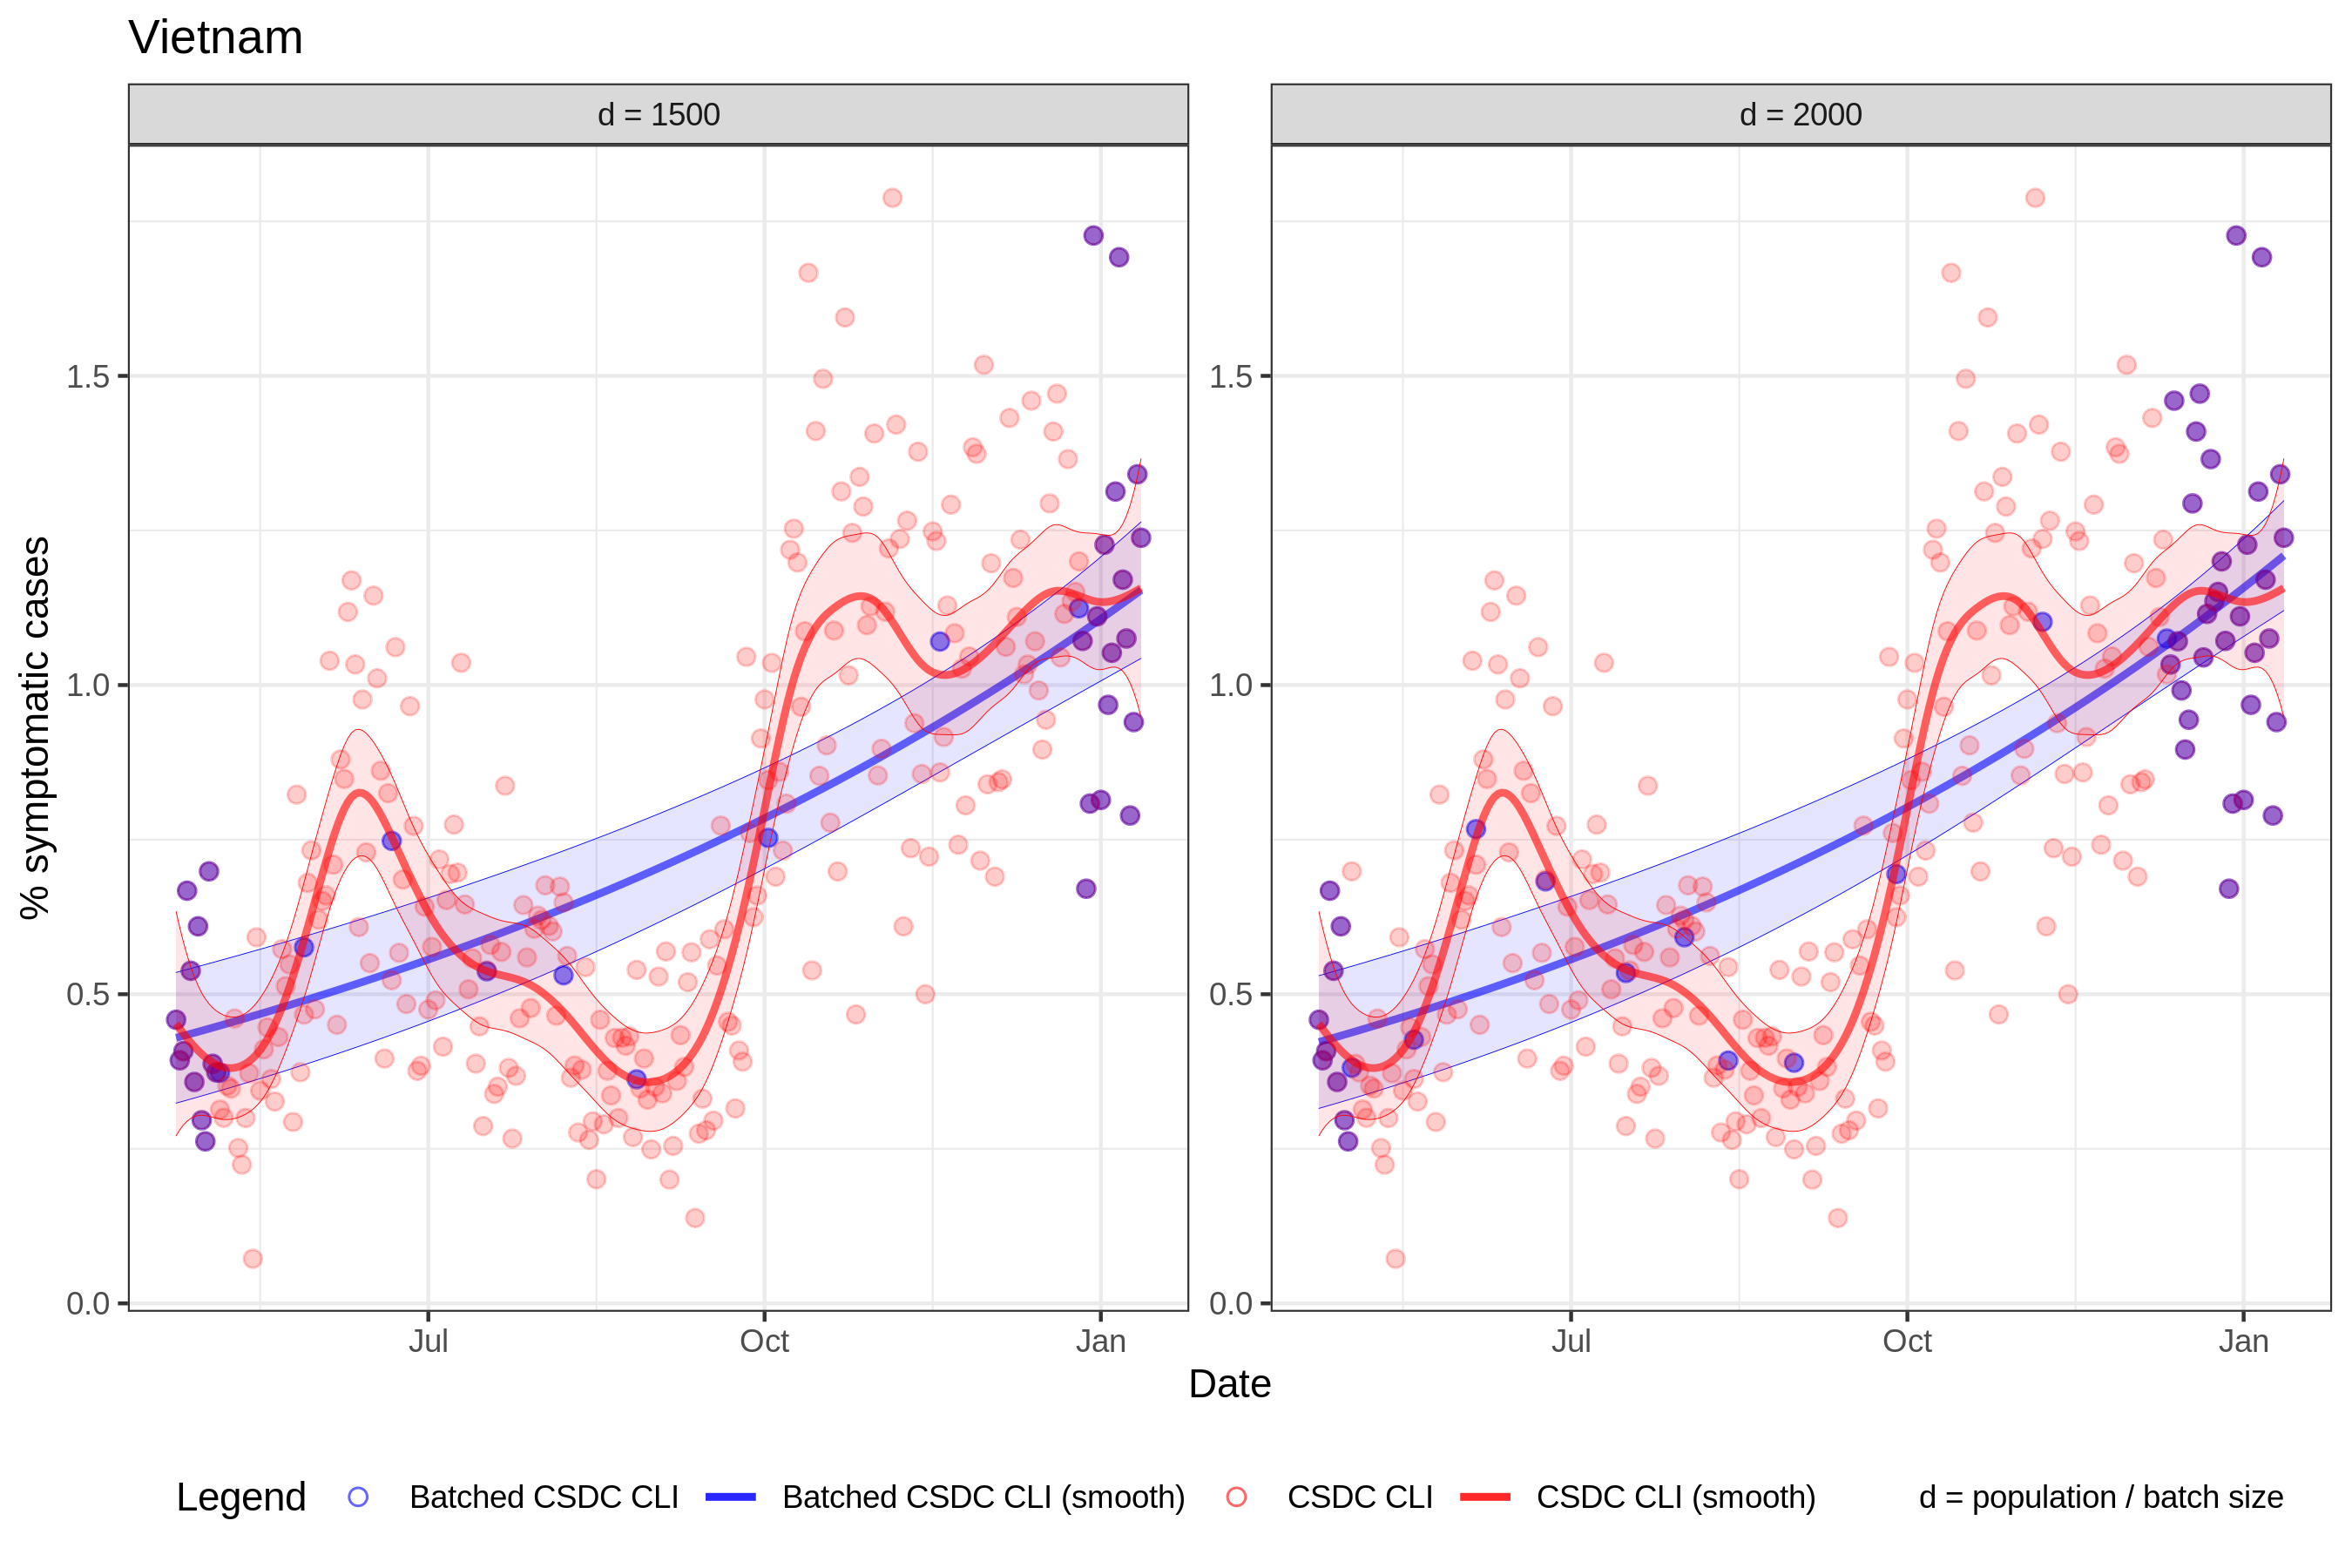 Vietnam
d = 1500
d = 2000
% symptomatic cases
1.5
1.0
0.5
0.0
1.5
1.0
0.5
0.0
Jul Oct Jan
Jul Oct Jan
Date
Legend Batched CSDC CLI Batched CSDC CLI (smooth) CSDC CLI CSDC CLI (smooth) d = population / batch size